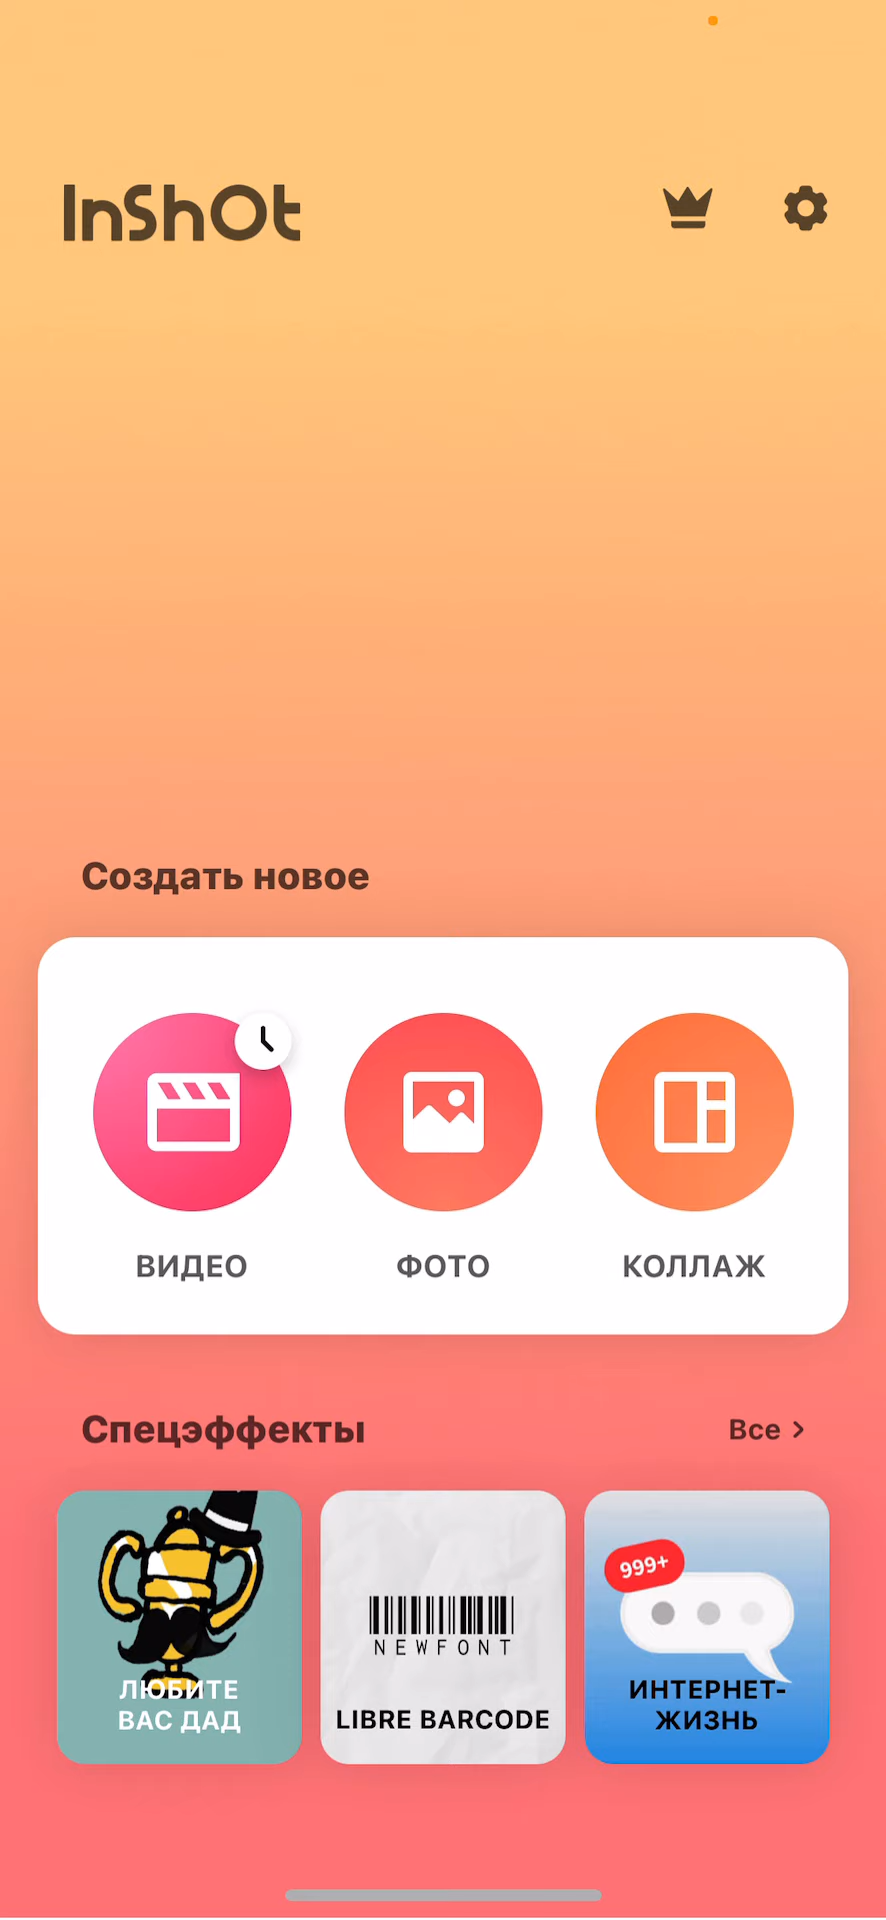 InShOt
Создать новое
ВИДЕО
ФОТО
КОЛЛАЖ
Спецэффекты
Все
ЛЮБИТЕ
ВАС ДАД
NEWFONT
LIBRE BARCODE
999+
ИНТЕРНЕТ-
ЖИЗНЬ